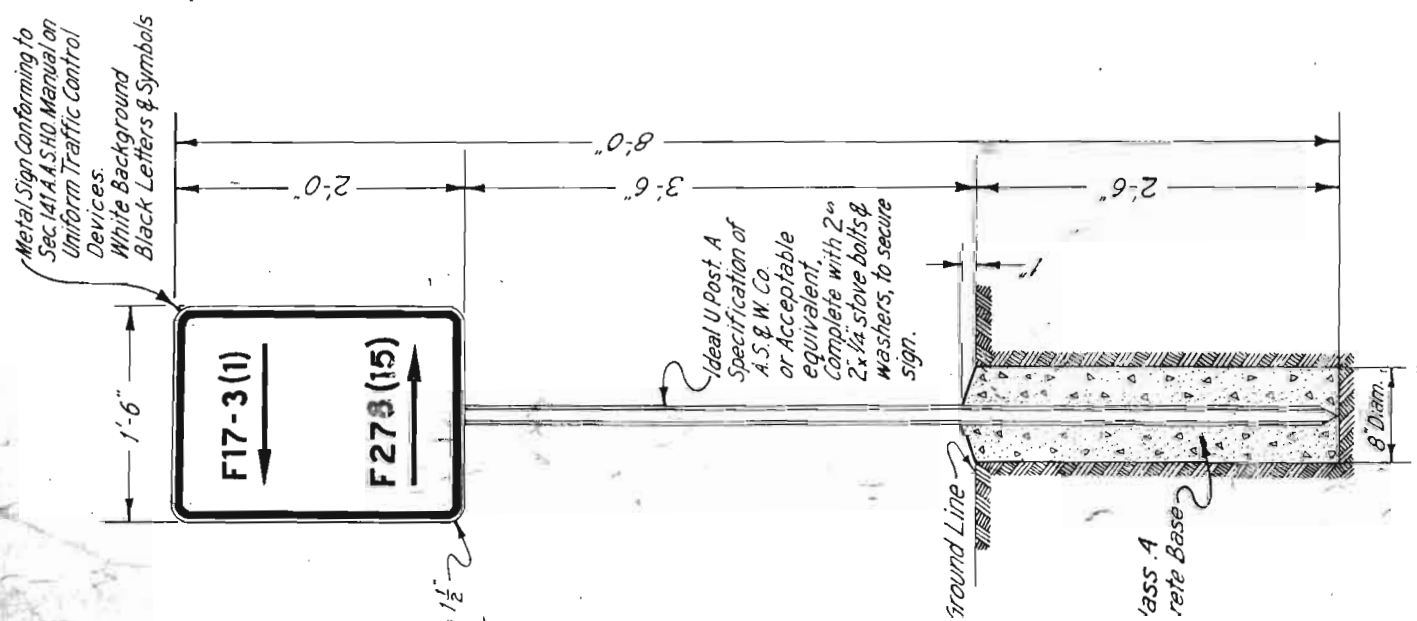 Metal Sign Conforming to
Sec. 141 A.A.S.H.O. Manual on
Uniform Traffic Control
Devices.
White Background
Black Letters & Symbols
1'-6"
F17-3(1)
F278(15)
1 1/2"
2'-0"
8'-0"
3'-6"
2'-6"
1"
Ideal U Post. A
Specification of
A.S. & W. Co.
or Acceptable
equivalent.
Complete with 2
2" x 1/4" stove bolts &
washers, to secure
sign.
Ground Line
lass A
rete Base
8" Diam.